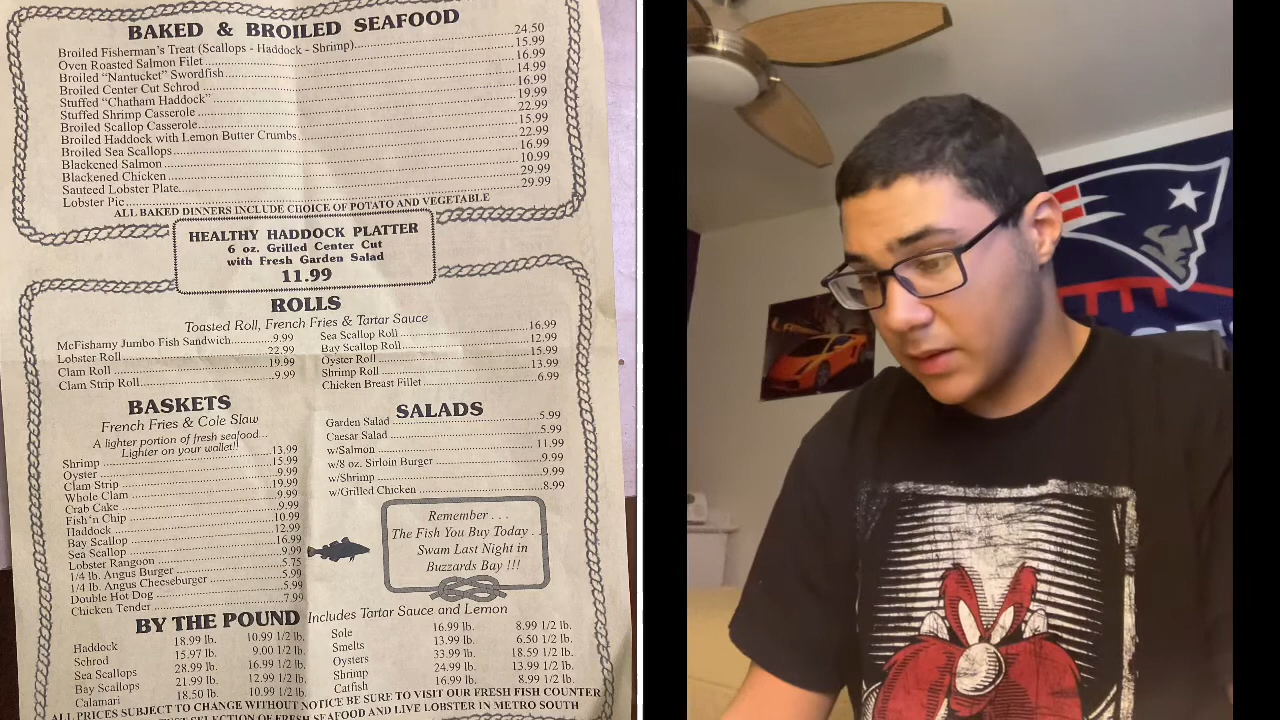 BAKED & BROILED SEAFOOD
Broiled Fisherman's Treat (Scallops - Haddock - Shrimp) 24.50
Oven Roasted Salmon Filet 15.99
Broiled "Nantucket" Swordfish 16.99
Broiled Center Cut Schrod 14.99
Stuffed "Chatham Haddock" 16.99
Stuffed Shrimp Casserole 19.99
Broiled Scallop Casserole 22.99
Broiled Haddock with Lemon Butter Crumbs 15.99
Broiled Sea Scallops 22.99
Blackened Salmon 16.99
Blackened Chicken 10.99
Sauteed Lobster Plate 29.99
Lobster Pie 29.99
ALL BAKED DINNERS INCLUDE CHOICE OF POTATO AND VEGETABLE
HEALTHY HADDOCK PLATTER
6 oz. Grilled Center Cut
with Fresh Garden Salad
11.99
ROLLS
Toasted Roll, French Fries & Tartar Sauce
McFishamy Jumbo Fish Sandwich 9.99
Lobster Roll 22.99
Clam Roll 19.99
Clam Strip Roll 9.99
Sea Scallop Roll 16.99
Bay Scallop Roll 12.99
Oyster Roll 15.99
Shrimp Roll 13.99
Chicken Breast Fillet 6.99
BASKETS
French Fries & Cole Slaw
A lighter portion of fresh seafood...
Lighter on your wallet!!
Shrimp 13.99
Oyster 15.99
Clam Strip 9.99
Whole Clam 19.99
Crab Cake 9.99
Fish'n Chip 9.99
Haddock 10.99
Bay Scallop 12.99
Sea Scallop 16.99
Lobster Rangoon 9.99
1/4 lb. Angus Burger 5.75
1/4 lb. Angus Cheeseburger 5.99
Double Hot Dog 5.99
Chicken Tender 7.99
SALADS
Garden Salad 5.99
Caesar Salad 5.99
w/Salmon 11.99
w/8 oz. Sirloin Burger 9.99
w/Shrimp 9.99
w/Grilled Chicken 8.99
Remember . . .
The Fish You Buy Today . .
Swam Last Night in
Buzzards Bay !!!
BY THE POUND Includes Tartar Sauce and Lemon
Haddock 18.99 lb. 10.99 1/2 lb.
Schrod 15.97 lb. 9.00 1/2 lb.
Sea Scallops 28.99 lb. 16.99 1/2 lb.
Bay Scallops 21.99 lb. 12.99 1/2 lb.
Calamari 18.50 lb. 10.99 1/2 lb.
Sole 16.99 lb. 8.99 1/2 lb.
Smelts 13.99 lb. 6.50 1/2 lb.
Oysters 33.99 lb. 18.59 1/2 lb.
Shrimp 24.99 lb. 13.99 1/2 lb.
Catfish 16.99 lb. 8.99 1/2 lb.
ALL PRICES SUBJECT TO CHANGE WITHOUT NOTICE BE SURE TO VISIT OUR FRESH FISH COUNTER
SELECTION OF FRESH SEAFOOD AND LIVE LOBSTER IN METRO SOUTH